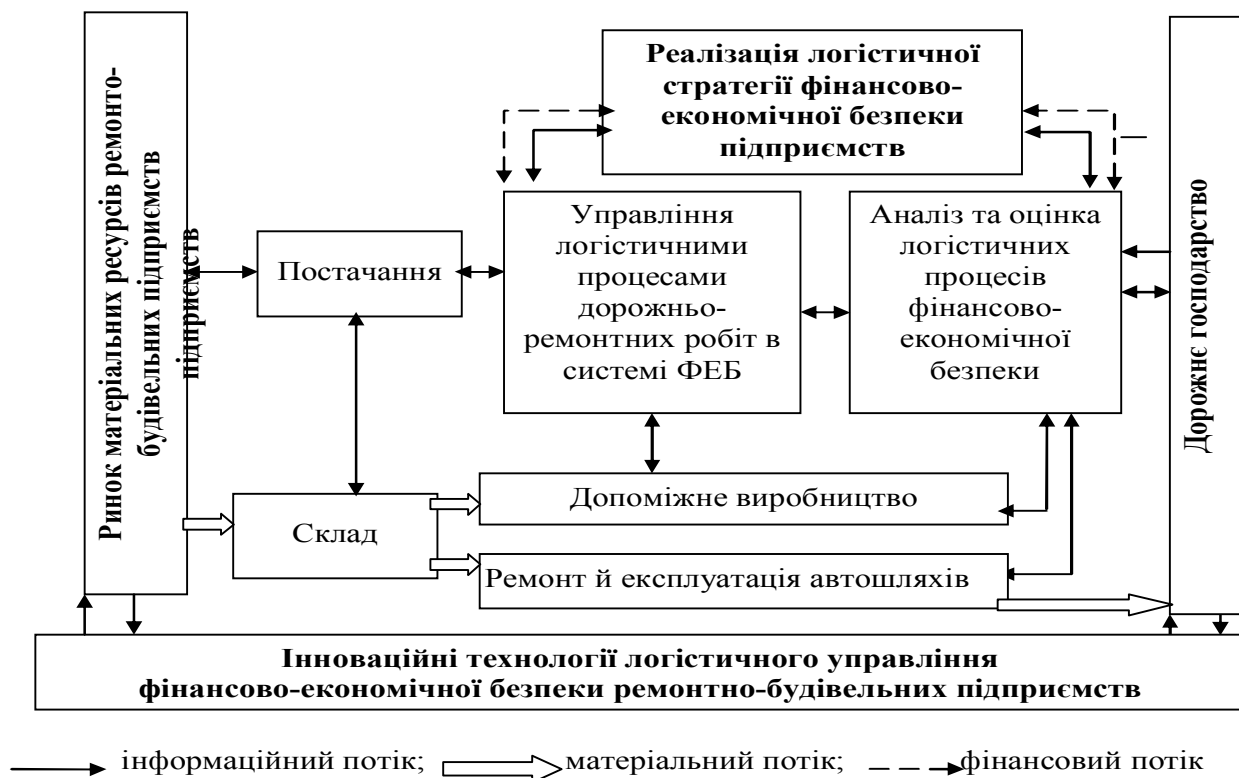 Ринок матеріальних ресурсів ремонто-
будівельних підприємств
підприємств
Реалізація логістичної
стратегії фінансово-
економічної безпеки
підприємств
Постачання
Управління
логістичними
процесами
дорожньо-
ремонтних робіт в
системі ФЕБ
Аналіз та оцінка
логістичних
процесів
фінансово-
економічної
безпеки
Дорожнє господарство
Склад
Допоміжне виробництво
Ремонт й експлуатація автошляхів
Інноваційні технології логістичного управління
фінансово-економічної безпеки ремонтно-будівельних підприємств
інформаційний потік; матеріальний потік; фінансовий потік